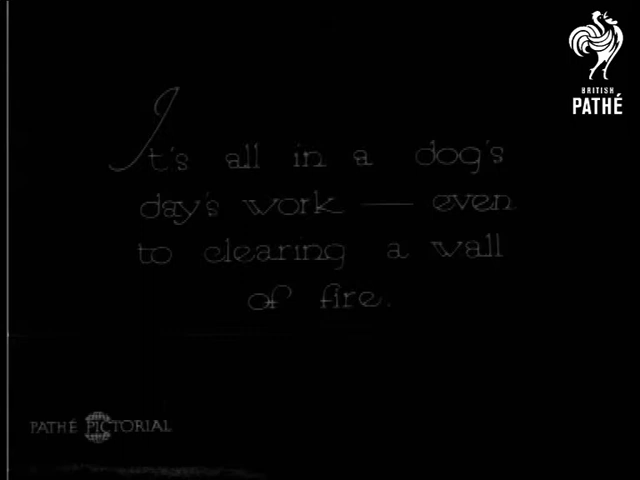 BRITISH
PATHÉ
It's all in a dog's
day's work — even
to clearing a wall
of fire.
PATHÉ PICTORIAL